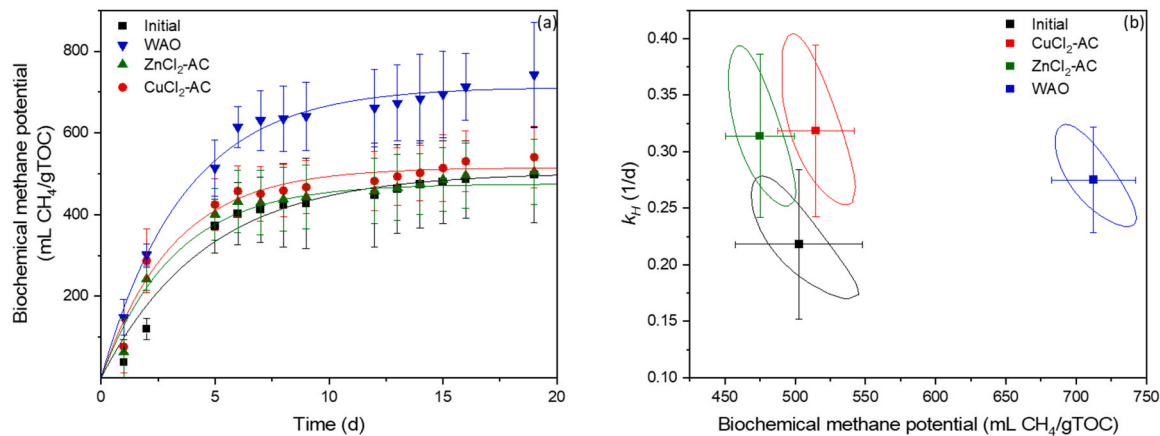 (a)
Initial
WAO
ZnCl2-AC
CuCl2-AC
Biochemical methane potential
(mL CH4/gTOC)
800
600
400
200
0
5
10
15
20
Time (d)
(b)
Initial
CuCl2-AC
ZnCl2-AC
WAO
kH (1/d)
0.40
0.35
0.30
0.25
0.20
0.15
0.10
450
500
550
600
650
700
750
Biochemical methane potential (mL CH4/gTOC)